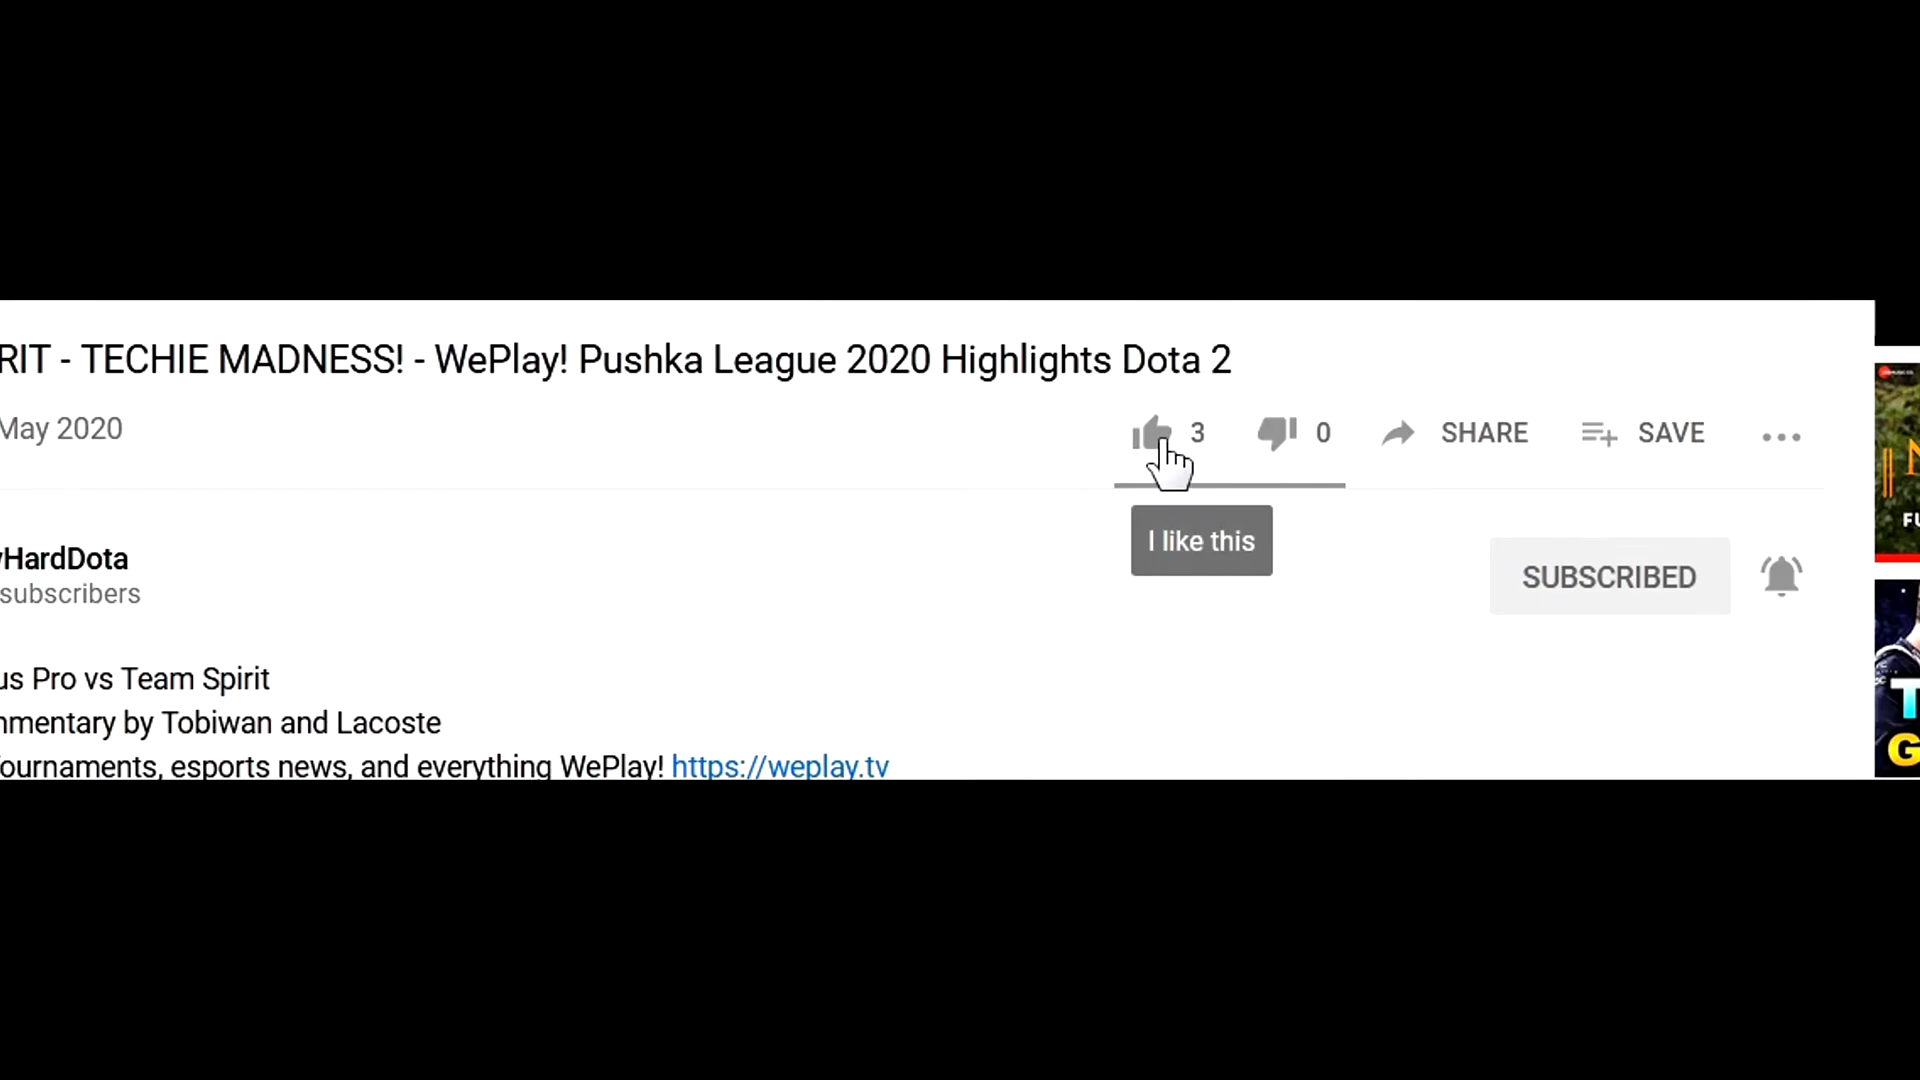 RIT - TECHIE MADNESS! - WePlay! Pushka League 2020 Highlights Dota 2
May 2020
3 0 SHARE SAVE
I like this
HardDota
subscribers
SUBSCRIBED
us Pro vs Team Spirit
mmentary by Tobiwan and Lacoste
ournaments, esports news, and everything WePlay! https://weplay.tv
FU
T
G